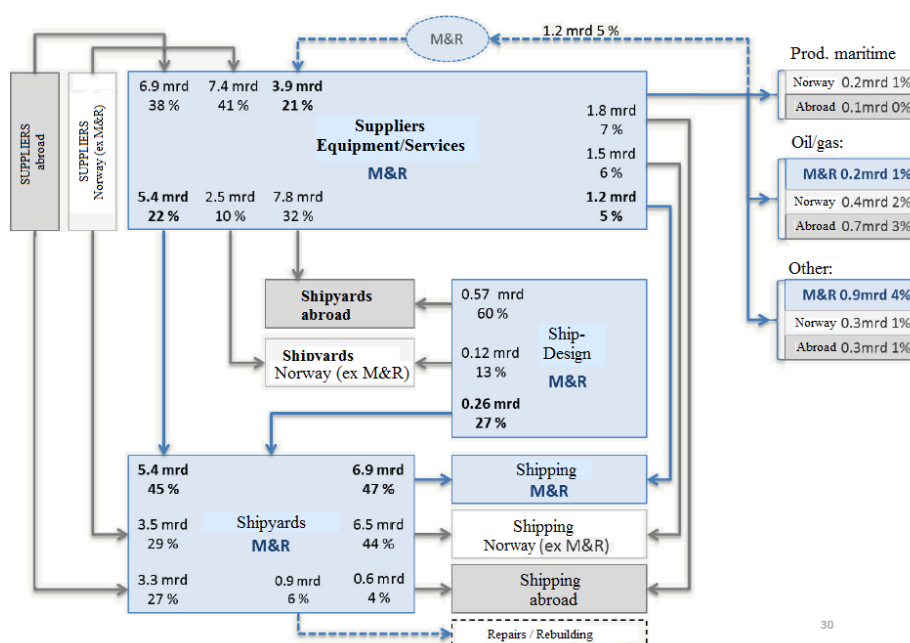 M&R
1.2 mrd 5 %
Prod. maritime
Norway 0.2mrd 1%
Abroad 0.1mrd 0%
Oil/gas:
M&R 0.2mrd 1%
Norway 0.4mrd 2%
Abroad 0.7mrd 3%
Other:
M&R 0.9mrd 4%
Norway 0.3mrd 1%
Abroad 0.3mrd 1%
SUPPLIERS
abroad
SUPPLIERS
Norway (ex M&R)
6.9 mrd
38 %
7.4 mrd
41 %
3.9 mrd
21 %
Suppliers
Equipment/Services
M&R
1.8 mrd
7 %
1.5 mrd
6 %
1.2 mrd
5 %
5.4 mrd
22 %
2.5 mrd
10 %
7.8 mrd
32 %
Shipyards
abroad
Shipvards
Norway (ex M&R)
0.57 mrd
60 %
0.12 mrd
13 %
0.26 mrd
27 %
Ship-
Design
M&R
5.4 mrd
45 %
3.5 mrd
29 %
3.3 mrd
27 %
Shipyards
M&R
6.9 mrd
47 %
6.5 mrd
44 %
0.9 mrd
6 %
0.6 mrd
4 %
Shipping
M&R
Shipping
Norway (ex M&R)
Shipping
abroad
Repairs / Rebuilding
30